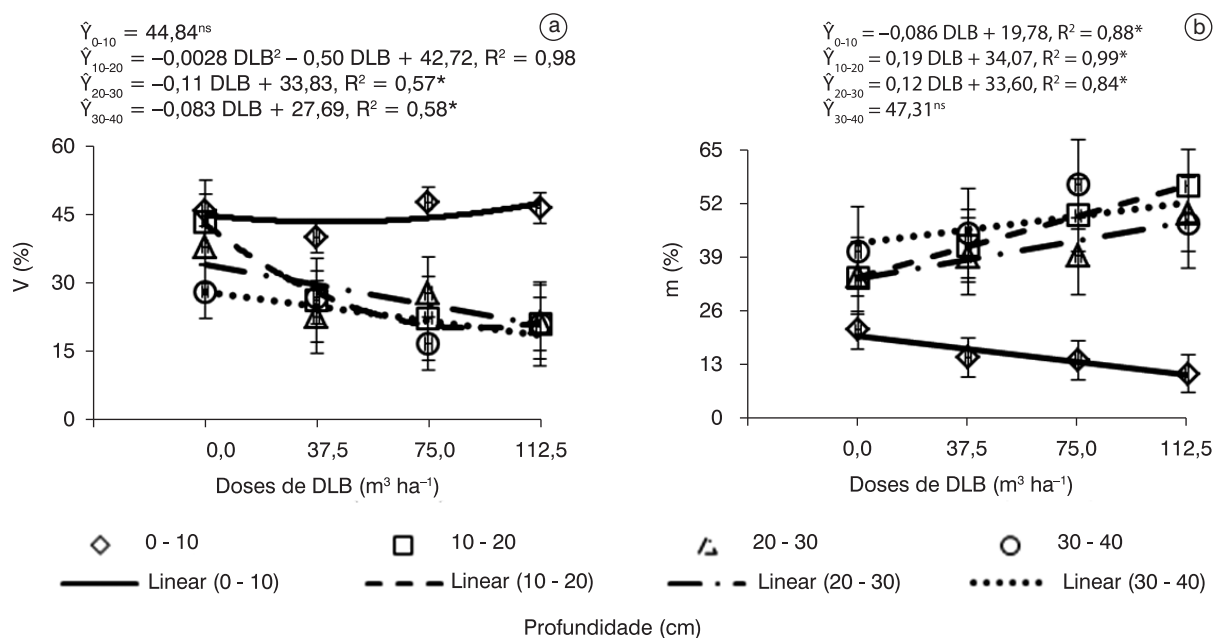 a
Ŷ0-10 = 44,84ns
Ŷ10-20 = –0,0028 DLB² – 0,50 DLB + 42,72, R² = 0,98
Ŷ20-30 = –0,11 DLB + 33,83, R² = 0,57*
Ŷ30-40 = –0,083 DLB + 27,69, R² = 0,58*
60
45
30
15
0
V (%)
0,0 37,5 75,0 112,5
Doses de DLB (m³ ha⁻¹)
b
Ŷ0-10 = –0,086 DLB + 19,78, R² = 0,88*
Ŷ10-20 = 0,19 DLB + 34,07, R² = 0,99*
Ŷ20-30 = 0,12 DLB + 33,60, R² = 0,84*
Ŷ30-40 = 47,31ns
65
52
39
26
13
0
m (%)
0,0 37,5 75,0 112,5
Doses de DLB (m³ ha⁻¹)
0 - 10 10 - 20 20 - 30 30 - 40
Linear (0 - 10) Linear (10 - 20) Linear (20 - 30) Linear (30 - 40)
Profundidade (cm)